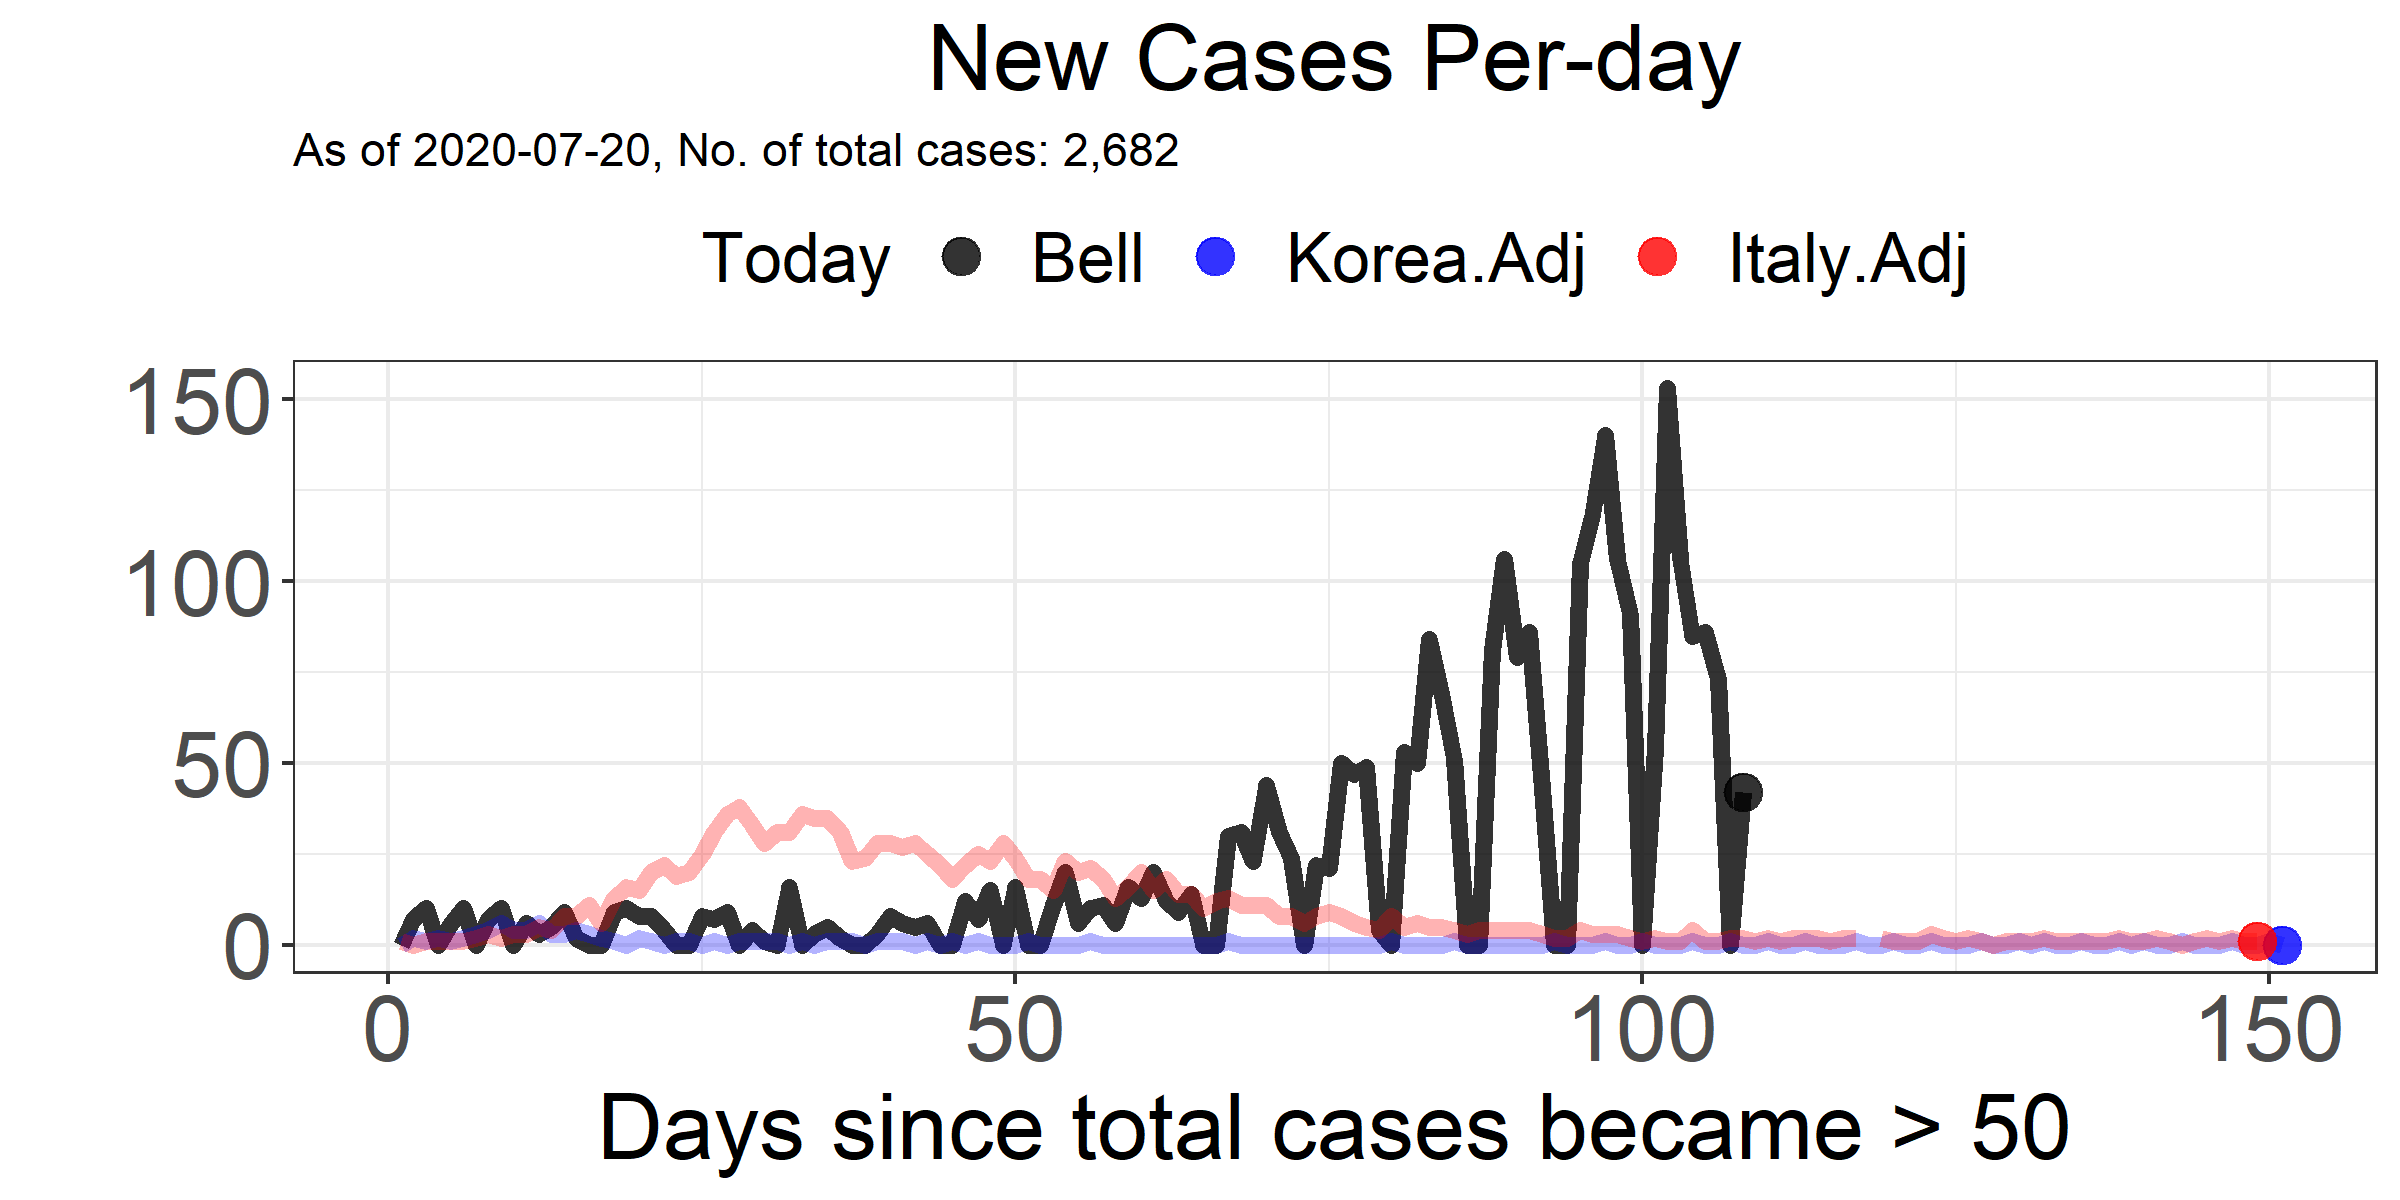 New Cases Per-day
As of 2020-07-20, No. of total cases: 2,682
Today Bell Korea.Adj Italy.Adj
150
100
50
0
0 50 100 150
Days since total cases became > 50